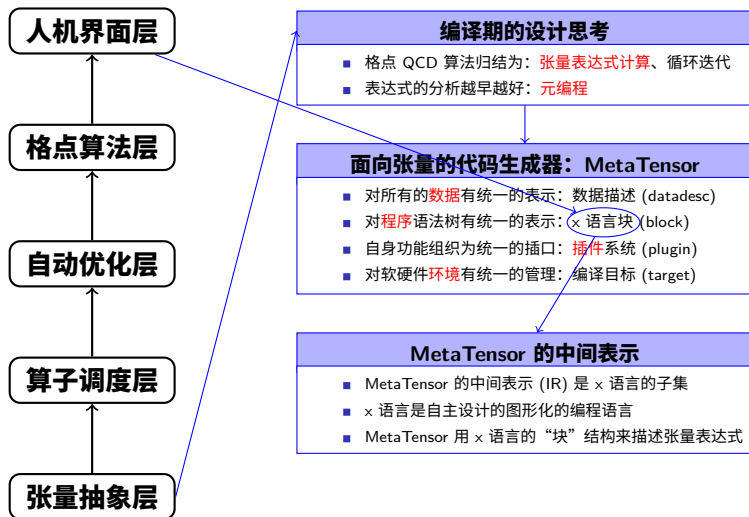 人机界面层
格点算法层
自动优化层
算子调度层
张量抽象层
编译期的设计思考
格点 QCD 算法归结为：张量表达式计算、循环迭代
表达式的分析越早越好：元编程
面向张量的代码生成器：MetaTensor
对所有的数据有统一的表示：数据描述 (datadesc)
对程序语法树有统一的表示：x 语言块 (block)
自身功能组织为统一的插口：插件系统 (plugin)
对软硬件环境有统一的管理：编译目标 (target)
MetaTensor 的中间表示
MetaTensor 的中间表示 (IR) 是 x 语言的子集
x 语言是自主设计的图形化的编程语言
MetaTensor 用 x 语言的“块”结构来描述张量表达式